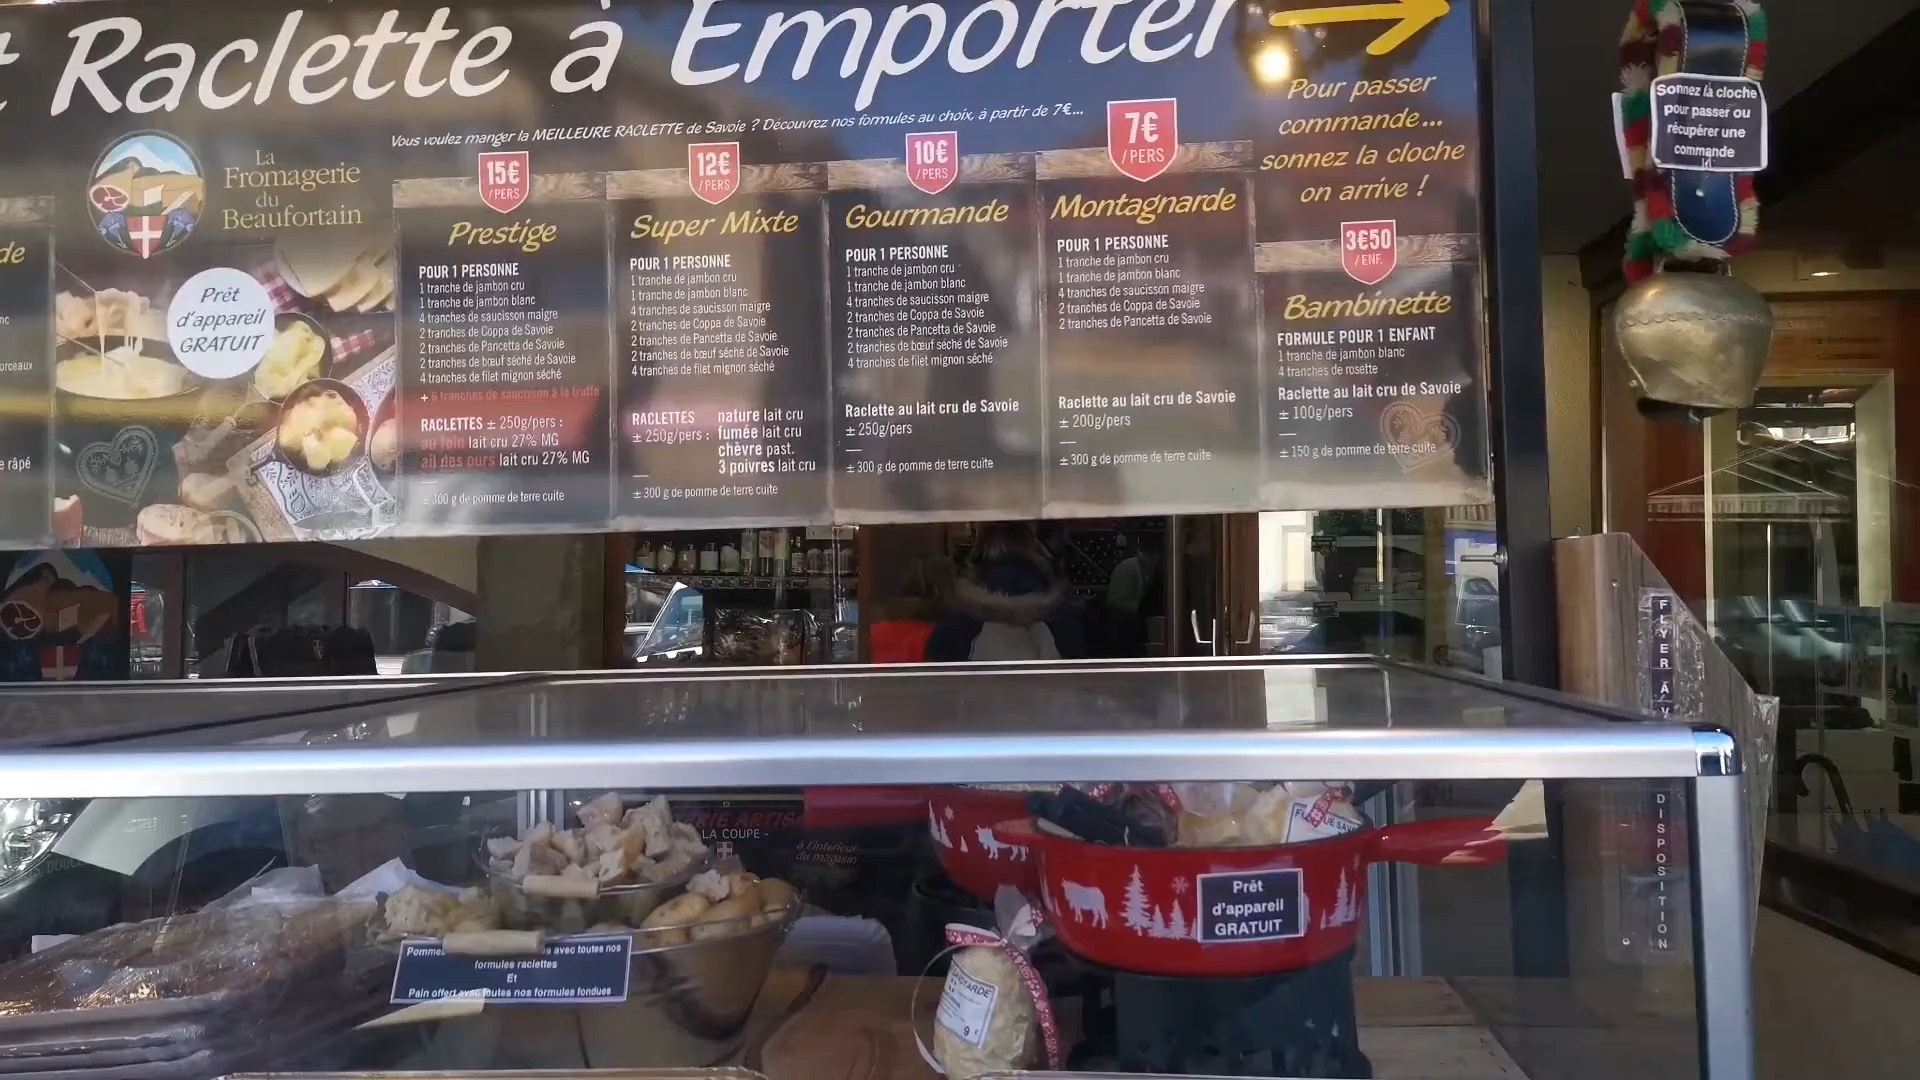 Raclette à Emporter
Vous voulez manger la MEILLEURE RACLETTE de Savoie ? Découvrez nos formules au choix, à partir de 7€...
La
Fromagerie
du
Beaufortain
Prêt
d'appareil
GRATUIT
15€
/PERS
Prestige
POUR 1 PERSONNE
1 tranche de jambon cru
1 tranche de jambon blanc
4 tranches de saucisson maigre
2 tranches de Coppa de Savoie
2 tranches de Pancetta de Savoie
2 tranches de bœuf séché de Savoie
4 tranches de filet mignon séché
+ 6 tranches de saucisson à la truffe
RACLETTES ± 250g/pers :
au foin lait cru 27% MG
ail des ours lait cru 27% MG
± 300 g de pomme de terre cuite
12€
/PERS
Super Mixte
POUR 1 PERSONNE
1 tranche de jambon cru
1 tranche de jambon blanc
4 tranches de saucisson maigre
2 tranches de Coppa de Savoie
2 tranches de Pancetta de Savoie
2 tranches de bœuf séché de Savoie
4 tranches de filet mignon séché
RACLETTES nature lait cru
± 250g/pers : fumée lait cru
chèvre past.
3 poivres lait cru
± 300 g de pomme de terre cuite
10€
/PERS
Gourmande
POUR 1 PERSONNE
1 tranche de jambon cru
1 tranche de jambon blanc
4 tranches de saucisson maigre
2 tranches de Coppa de Savoie
2 tranches de Pancetta de Savoie
2 tranches de bœuf séché de Savoie
4 tranches de filet mignon séché
Raclette au lait cru de Savoie
± 250g/pers
± 300 g de pomme de terre cuite
7€
/PERS
Montagnarde
POUR 1 PERSONNE
1 tranche de jambon cru
1 tranche de jambon blanc
4 tranches de saucisson maigre
2 tranches de Coppa de Savoie
2 tranches de Pancetta de Savoie
Raclette au lait cru de Savoie
± 200g/pers
± 300 g de pomme de terre cuite
Pour passer
commande...
sonnez la cloche
on arrive !
3€50
/ENF.
Bambinette
FORMULE POUR 1 ENFANT
1 tranche de jambon blanc
4 tranches de rosette
Raclette au lait cru de Savoie
± 100g/pers
± 150 g de pomme de terre cuite
Sonnez la cloche
pour passer ou
récupérer une
commande
FLYER À
DISPOSITION
LA COUPE -
à l'intérieur
du magasin
avec toutes nos
formules raclettes
Et
Pain offert avec toutes nos formules fondues
Prêt
d'appareil
GRATUIT